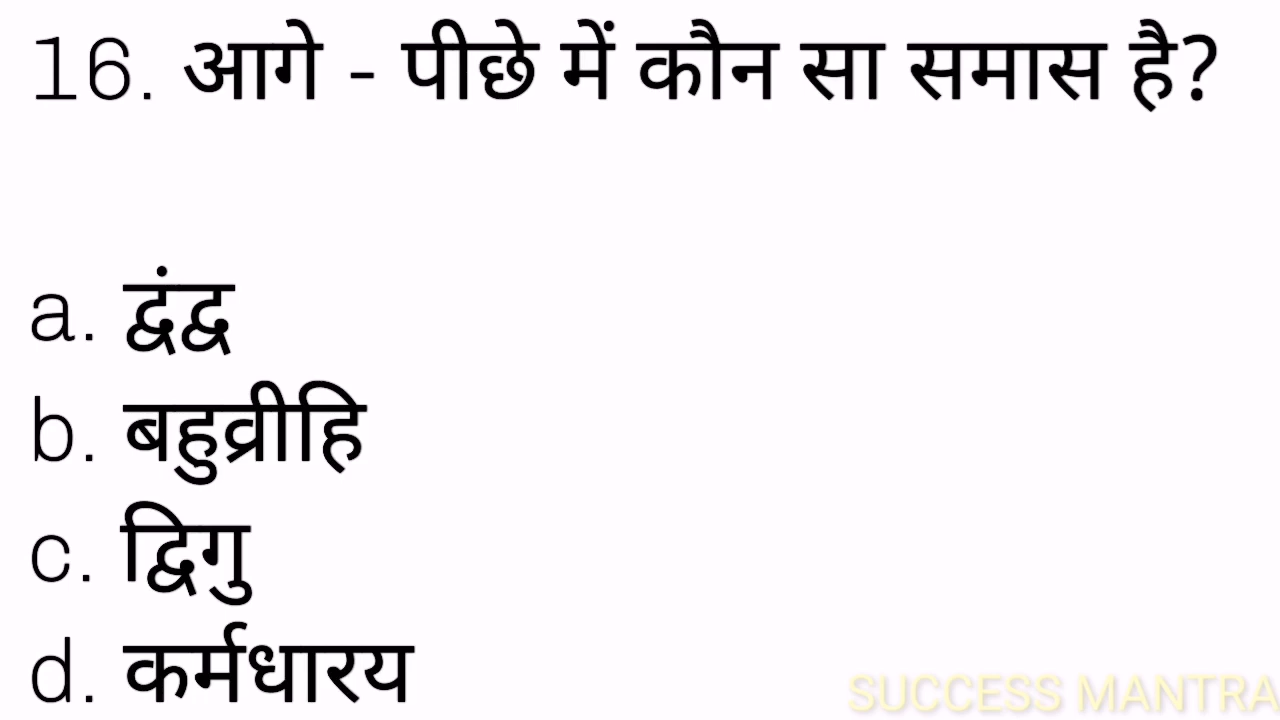 16. आगे - पीछे में कौन सा समास है?
a. द्वंद्व
b. बहुव्रीहि
c. द्विगु
d. कर्मधारय
SUCCESS MANTRA